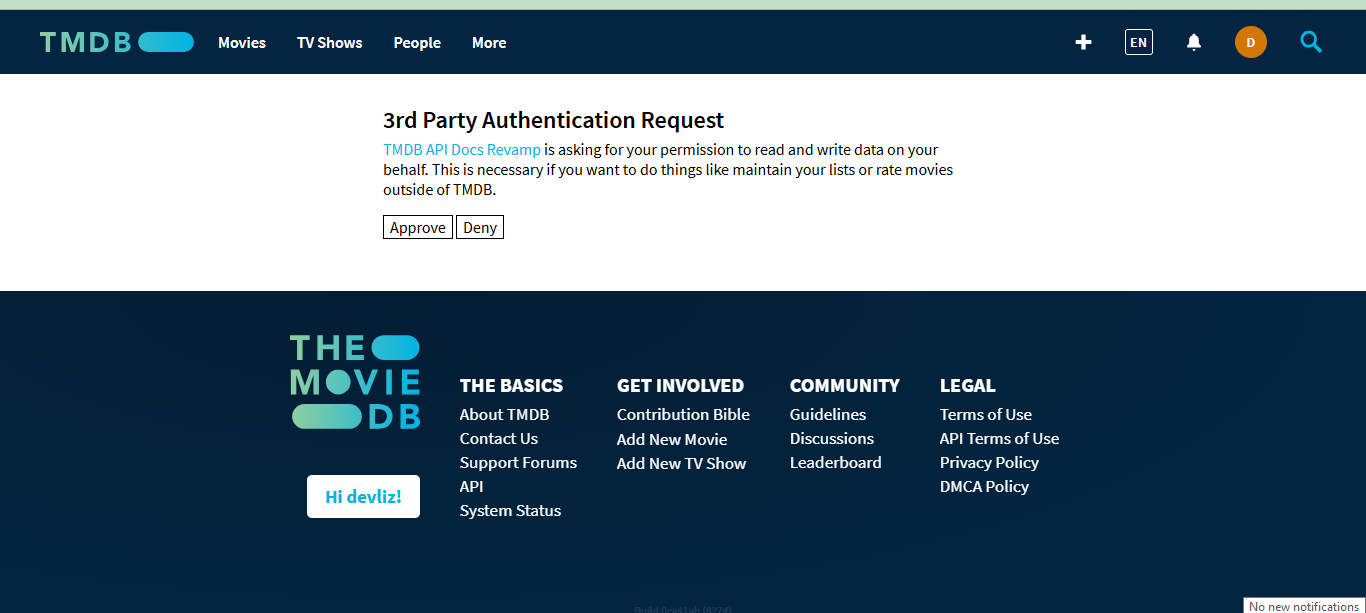 TMDB Movies TV Shows People More EN D
3rd Party Authentication Request
TMDB API Docs Revamp is asking for your permission to read and write data on your
behalf. This is necessary if you want to do things like maintain your lists or rate movies
outside of TMDB.
Approve Deny
THE
MOVIE
DB
Hi devliz!
THE BASICS
About TMDB
Contact Us
Support Forums
API
System Status
GET INVOLVED
Contribution Bible
Add New Movie
Add New TV Show
COMMUNITY
Guidelines
Discussions
Leaderboard
LEGAL
Terms of Use
API Terms of Use
Privacy Policy
DMCA Policy
Build (8274)
No new notifications